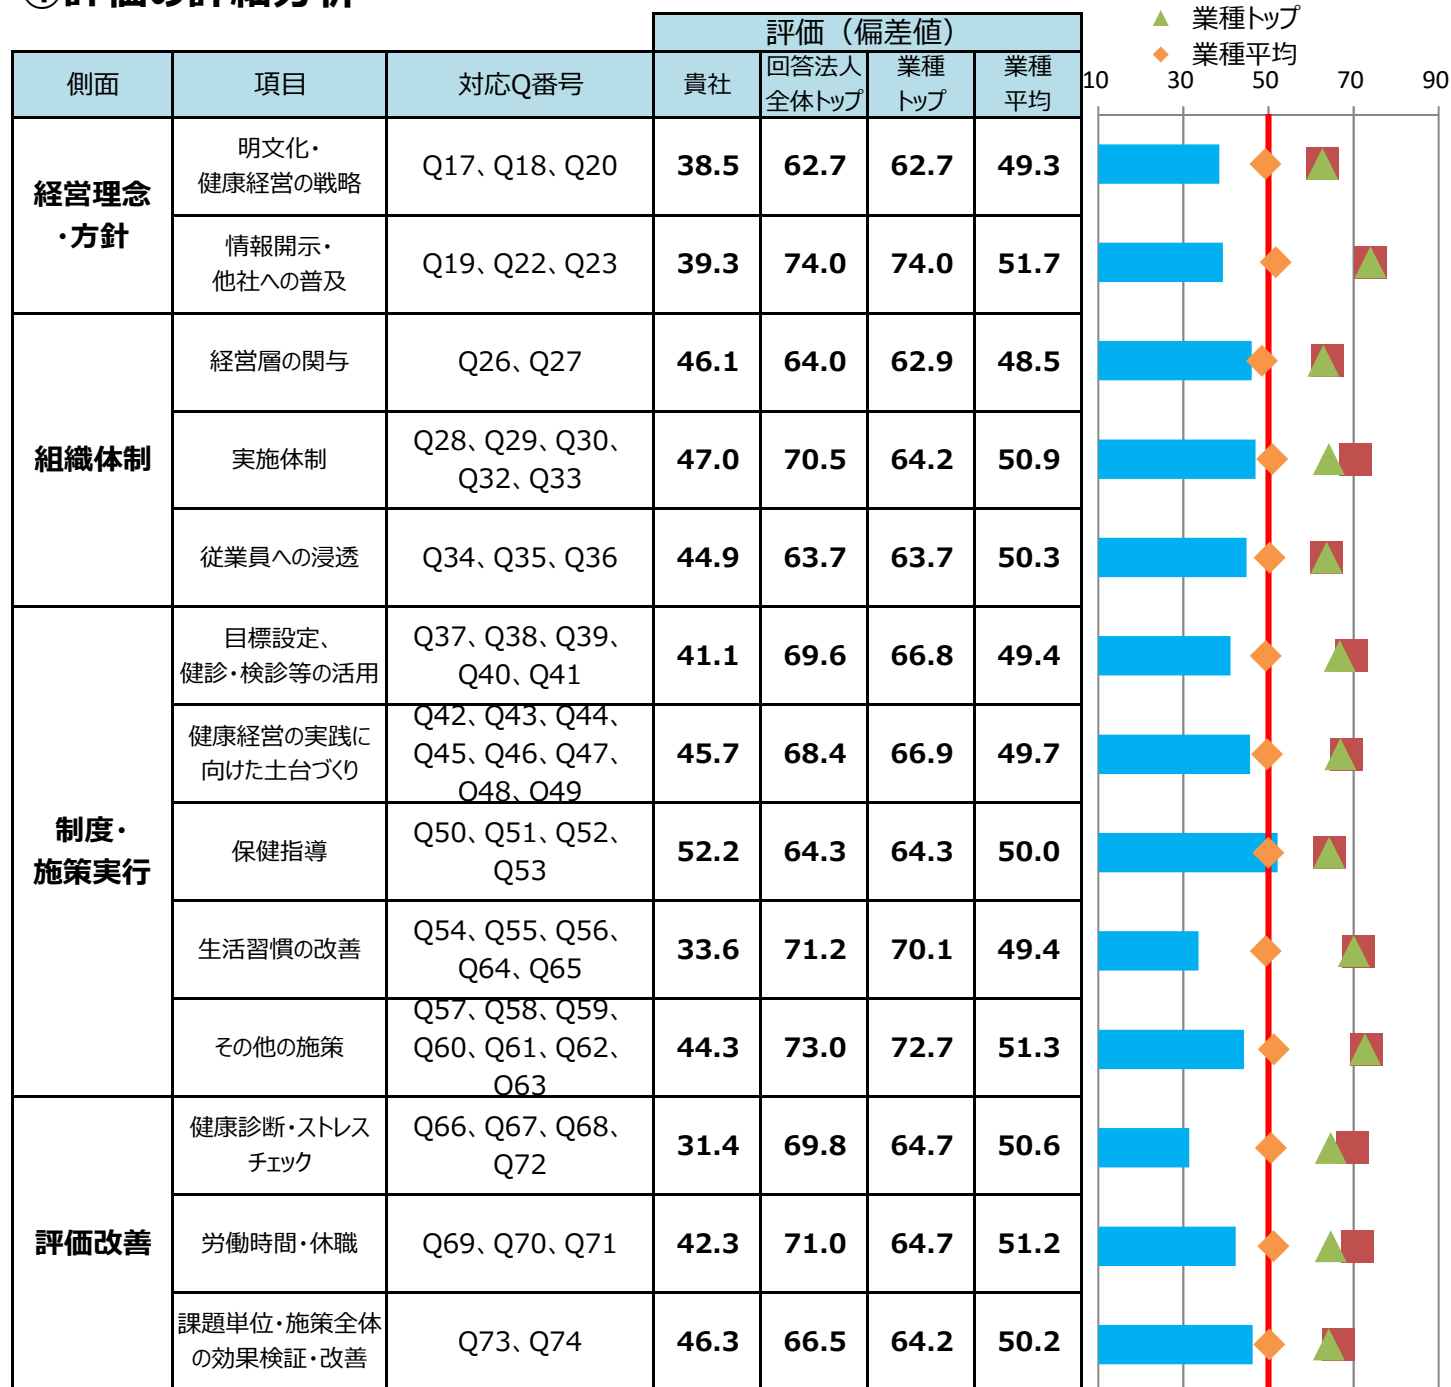 ①評価の詳細分析
▲ 業種トップ
◆ 業種平均
評価（偏差値）
側面 項目 対応Q番号 貴社 回答法人 業種 業種
全体トップ トップ 平均
10 30 50 70 90
経営理念
・方針
明文化・
健康経営の戦略
Q17、Q18、Q20 38.5 62.7 62.7 49.3
情報開示・
他社への普及
Q19、Q22、Q23 39.3 74.0 74.0 51.7
組織体制
経営層の関与 Q26、Q27 46.1 64.0 62.9 48.5
実施体制
Q28、Q29、Q30、
Q32、Q33
47.0 70.5 64.2 50.9
従業員への浸透 Q34、Q35、Q36 44.9 63.7 63.7 50.3
制度・
施策実行
目標設定、
健診・検診等の活用
Q37、Q38、Q39、
Q40、Q41
41.1 69.6 66.8 49.4
健康経営の実践に
向けた土台づくり
Q42、Q43、Q44、
Q45、Q46、Q47、
Q48、Q49
45.7 68.4 66.9 49.7
保健指導
Q50、Q51、Q52、
Q53
52.2 64.3 64.3 50.0
生活習慣の改善
Q54、Q55、Q56、
Q64、Q65
33.6 71.2 70.1 49.4
その他の施策
Q57、Q58、Q59、
Q60、Q61、Q62、
Q63
44.3 73.0 72.7 51.3
評価改善
健康診断・ストレス
チェック
Q66、Q67、Q68、
Q72
31.4 69.8 64.7 50.6
労働時間・休職 Q69、Q70、Q71 42.3 71.0 64.7 51.2
課題単位・施策全体
の効果検証・改善
Q73、Q74 46.3 66.5 64.2 50.2